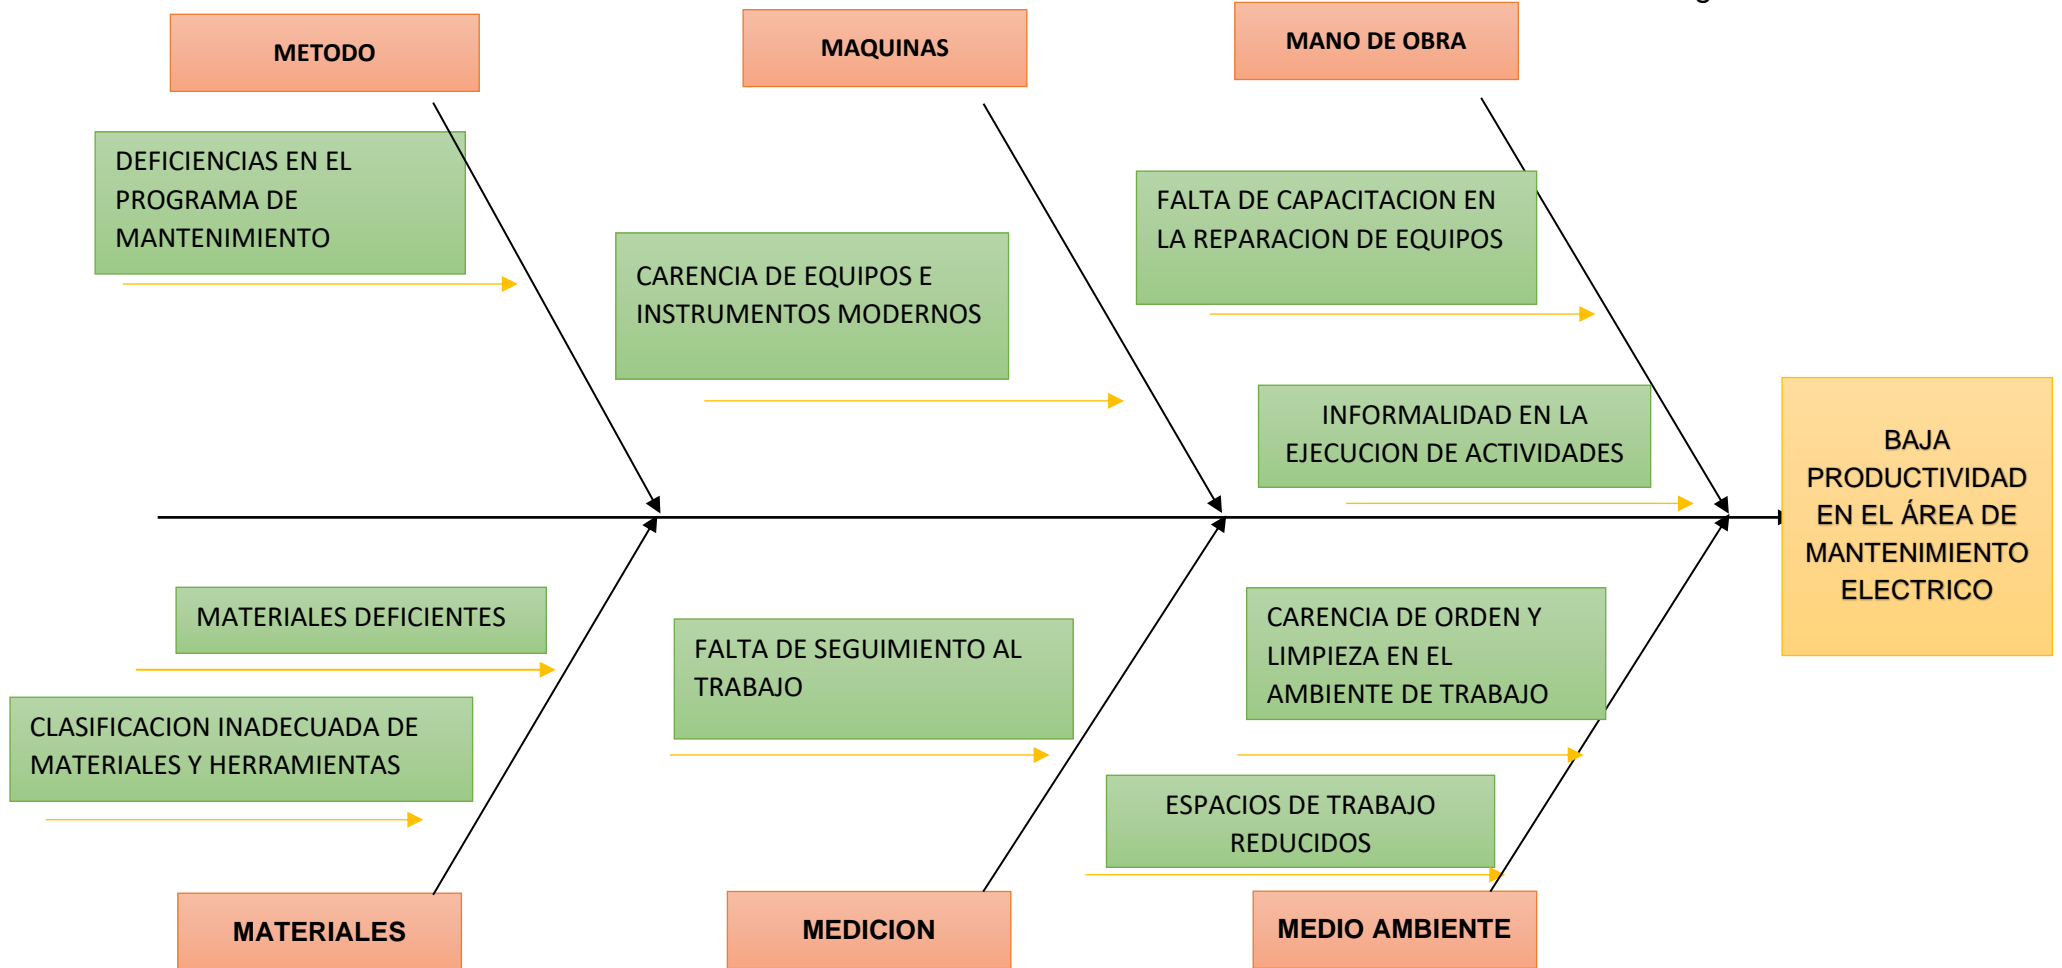 METODO
MAQUINAS
MANO DE OBRA
DEFICIENCIAS EN EL
PROGRAMA DE
MANTENIMIENTO
CARENCIA DE EQUIPOS E
INSTRUMENTOS MODERNOS
FALTA DE CAPACITACION EN
LA REPARACION DE EQUIPOS
INFORMALIDAD EN LA
EJECUCION DE ACTIVIDADES
BAJA
PRODUCTIVIDAD
EN EL ÁREA DE
MANTENIMIENTO
ELECTRICO
MATERIALES DEFICIENTES
CLASIFICACION INADECUADA DE
MATERIALES Y HERRAMIENTAS
FALTA DE SEGUIMIENTO AL
TRABAJO
CARENCIA DE ORDEN Y
LIMPIEZA EN EL
AMBIENTE DE TRABAJO
ESPACIOS DE TRABAJO
REDUCIDOS
MATERIALES
MEDICION
MEDIO AMBIENTE